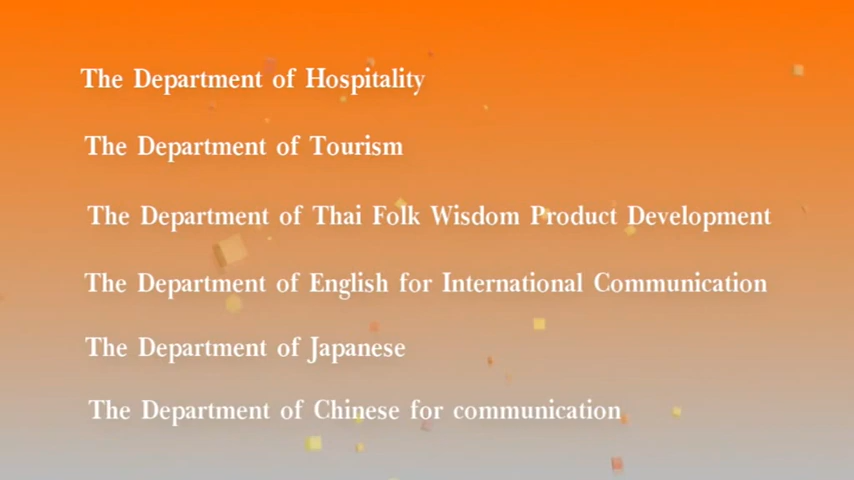 The Department of Hospitality
The Department of Tourism
The Department of Thai Folk Wisdom Product Development
The Department of English for International Communication
The Department of Japanese
The Department of Chinese for communication